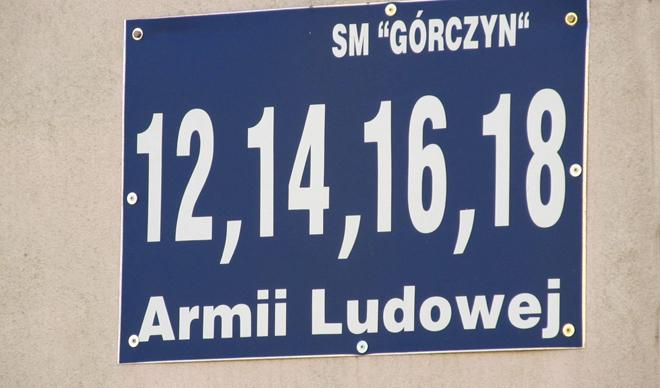 SM “GÓRCZYN“
12,14,16,18
Armii Ludowej